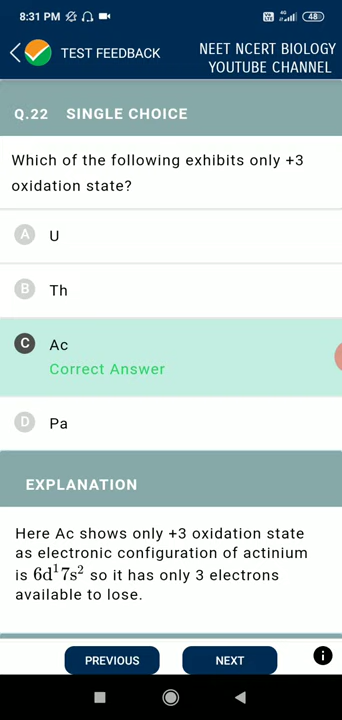 8:31 PM 4G 48
TEST FEEDBACK
NEET NCERT BIOLOGY
YOUTUBE CHANNEL
Q.22 SINGLE CHOICE
Which of the following exhibits only +3
oxidation state?
A U
B Th
C Ac
Correct Answer
D Pa
EXPLANATION
Here Ac shows only +3 oxidation state
as electronic configuration of actinium
is 6d¹7s² so it has only 3 electrons
available to lose.
PREVIOUS NEXT i